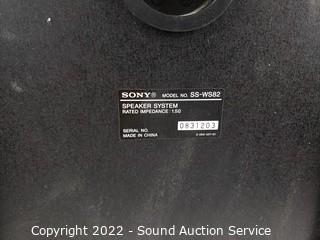 SONY® MODEL NO. SS-WS82
SPEAKER SYSTEM
RATED IMPEDANCE : 1.5Ω
SERIAL NO. 0831203
MADE IN CHINA
Copyright 2022 - Sound Auction Service